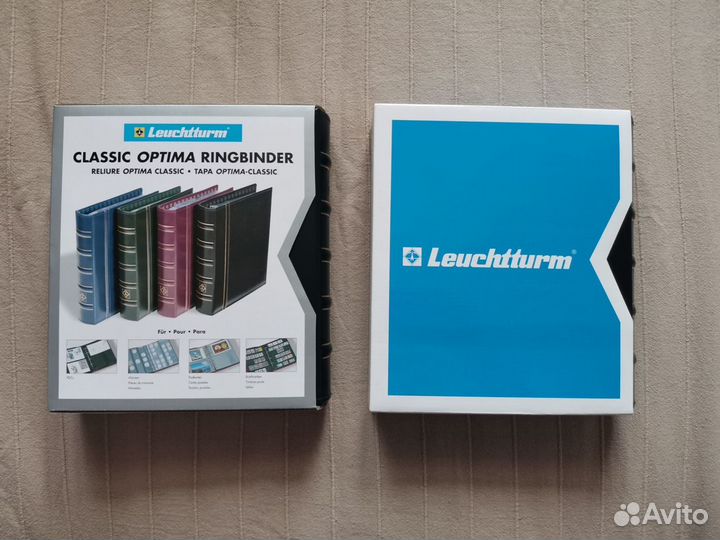 Leuchtturm®
CLASSIC OPTIMA RINGBINDER
RELIURE OPTIMA CLASSIC • TAPA OPTIMA-CLASSIC
Für • Pour • Para
Leuchtturm®
Avito